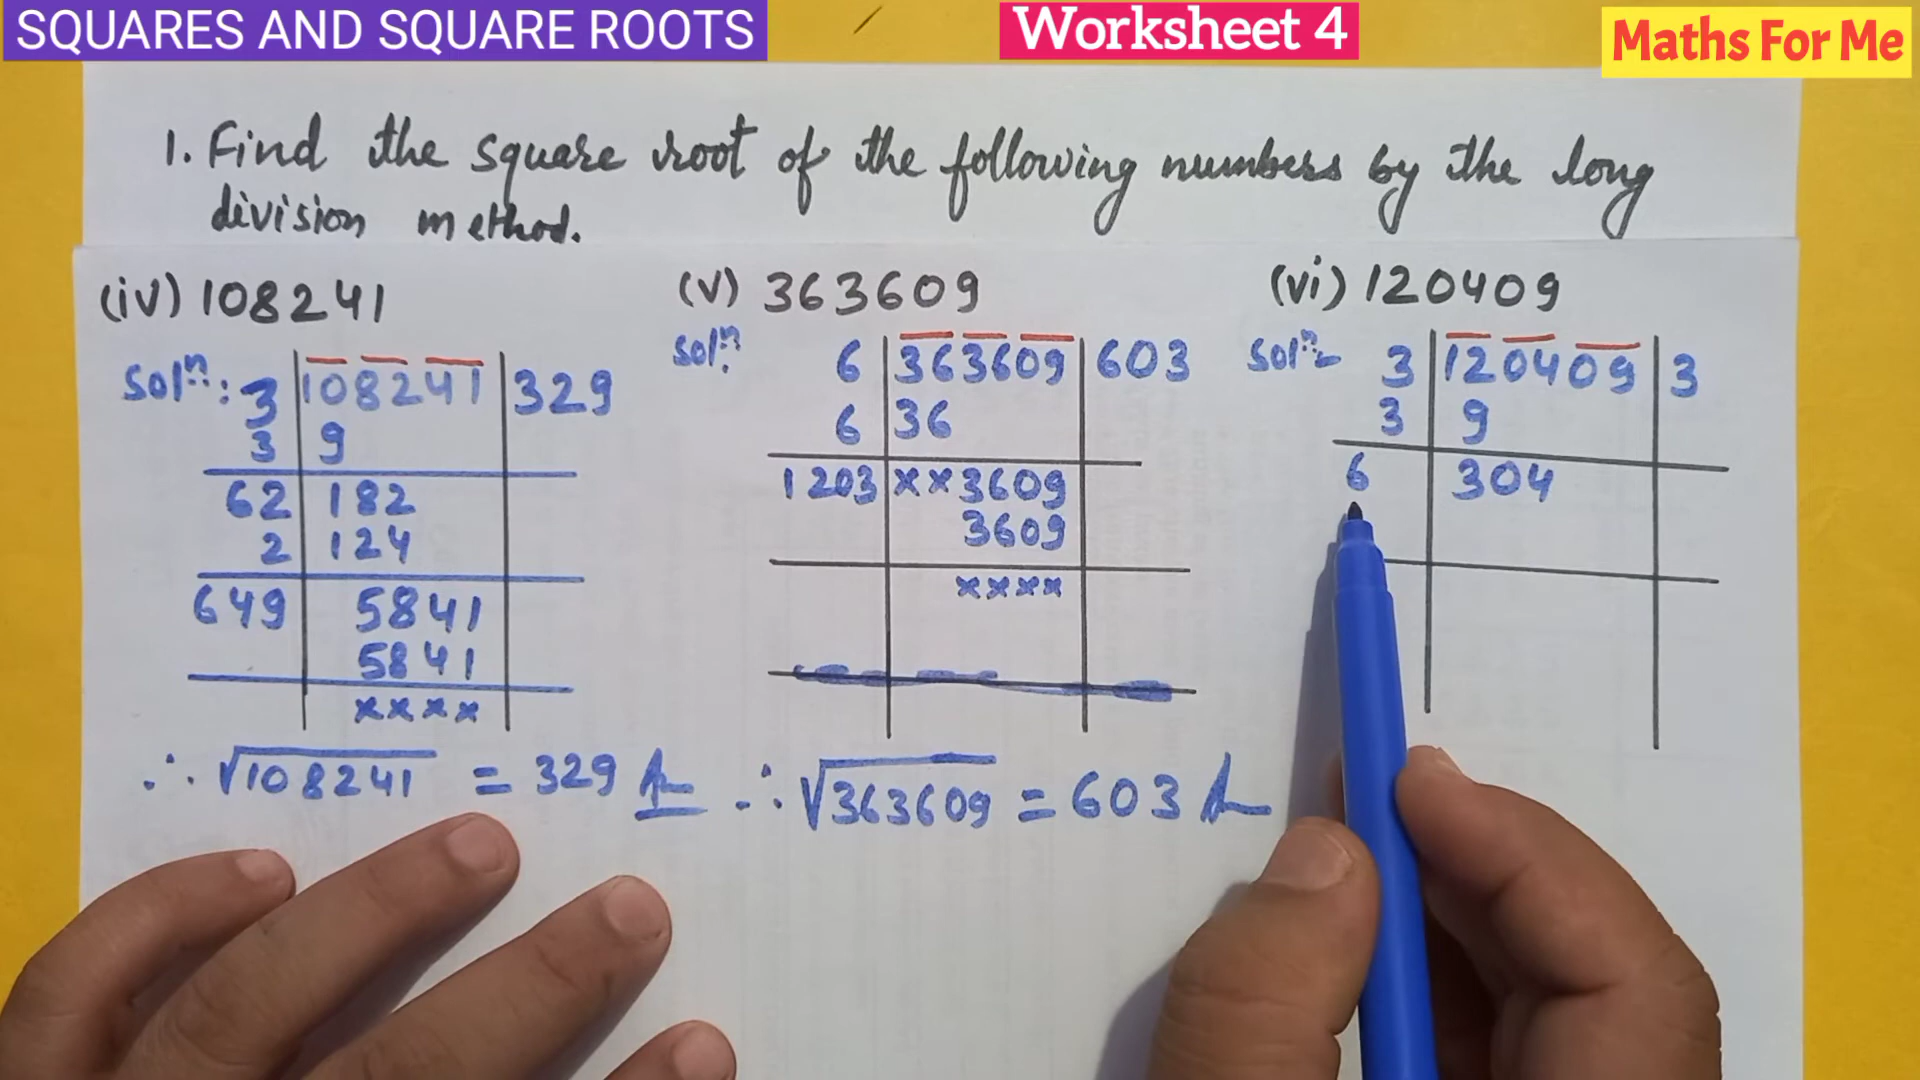 SQUARES AND SQUARE ROOTS
Worksheet 4
Maths For Me
1. Find the square root of the following numbers by the long
division method.
(iv) 108241
Solⁿ: 3 108241 329
3 9
62 182
2 124
649 5841
5841
××××
∴ √108241 = 329
(v) 363609
Solⁿ. 6 363609 603
6 36
1203 ××3609
3609
××××
∴ √363609 = 603
(vi) 120409
Solⁿ- 3 120409 3
3 9
6 304